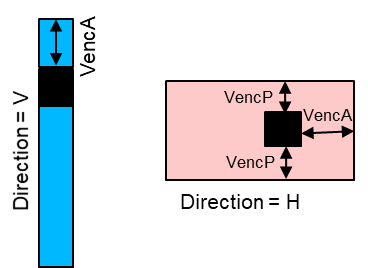 VencA
Direction = V
VencP
VencA
VencP
Direction = H